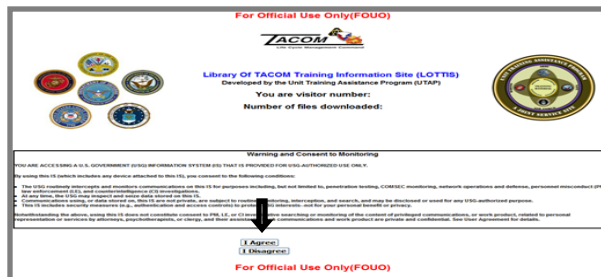 For Official Use Only(FOUO)
TACOM
Life Cycle Management Command
Library Of TACOM Training Information Site (LOTTIS)
Developed by the Unit Training Assistance Program (UTAP)
You are visitor number:
Number of files downloaded:
UNIT TRAINING ASSISTANCE PROGRAM
A JOINT SERVICE SITE
Warning and Consent to Monitoring
YOU ARE ACCESSING A U.S. GOVERNMENT (USG) INFORMATION SYSTEM (IS) THAT IS PROVIDED FOR USG-AUTHORIZED USE ONLY.
By using this IS (which includes any device attached to this IS), you consent to the following conditions:
The USG routinely intercepts and monitors communications on this IS for purposes including, but not limited to, penetration testing, COMSEC monitoring, network operations and defense, personnel misconduct
law enforcement (LE), and counterintelligence (CI) investigations.
At any time, the USG may inspect and seize data stored on this IS.
Communications using, or data stored on, this IS are not private, are subject to routine monitoring, interception, and search, and may be disclosed or used for any USG-authorized purpose.
This IS includes security measures (e.g., authentication and access controls) to protect USG interests- not for your personal benefit or privacy.
Notwithstanding the above, using this IS does not constitute consent to PM, LE, or CI investigative searching or monitoring of the content of privileged communications, or work product, related to personal
representation or services by attorneys, psychotherapists, or clergy, and their assistants. communications and work product are private and confidential. See User Agreement for details.
I Agree
I Disagree
For Official Use Only(FOUO)